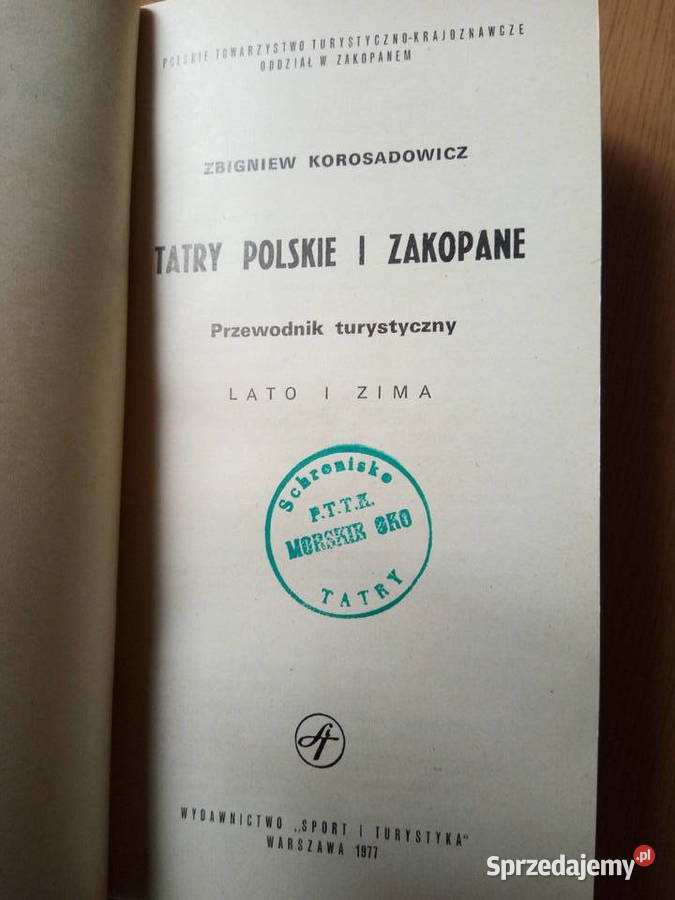 POLSKIE TOWARZYSTWO TURYSTYCZNO-KRAJOZNAWCZE
ODDZIAŁ W ZAKOPANEM
ZBIGNIEW KOROSADOWICZ
TATRY POLSKIE I ZAKOPANE
Przewodnik turystyczny
LATO I ZIMA
Schronisko
P.T.T.K.
MORSKIE OKO
TATRY
WYDAWNICTWO „SPORT I TURYSTYKA"
WARSZAWA 1977
Sprzedajemy.pl